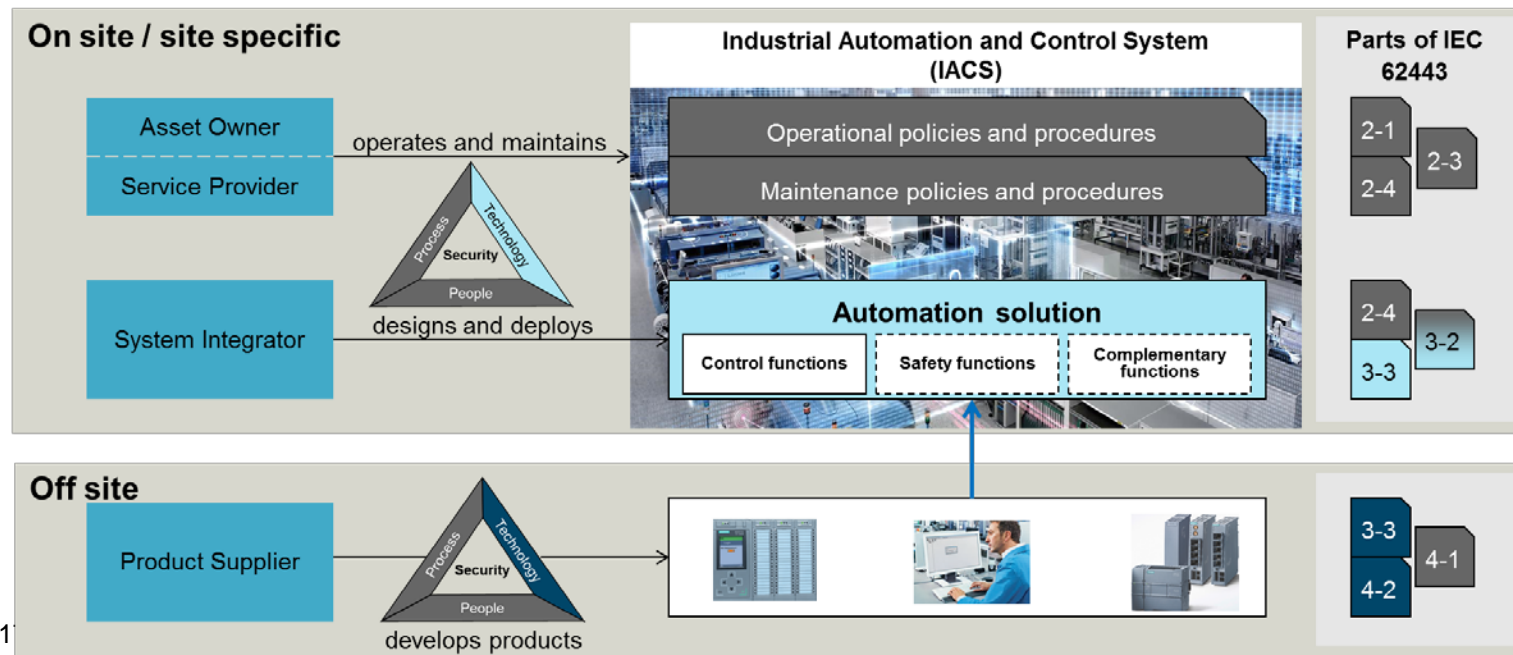 On site / site specific
Industrial Automation and Control System
(IACS)
Parts of IEC
62443
Asset Owner
Service Provider
operates and maintains
Operational policies and procedures
Maintenance policies and procedures
2-1
2-3
2-4
Process
Technology
Security
People
System Integrator
designs and deploys
Automation solution
Control functions
Safety functions
Complementary
functions
2-4
3-2
3-3
Off site
Product Supplier
Process
Technology
Security
People
develops products
3-3
4-1
4-2